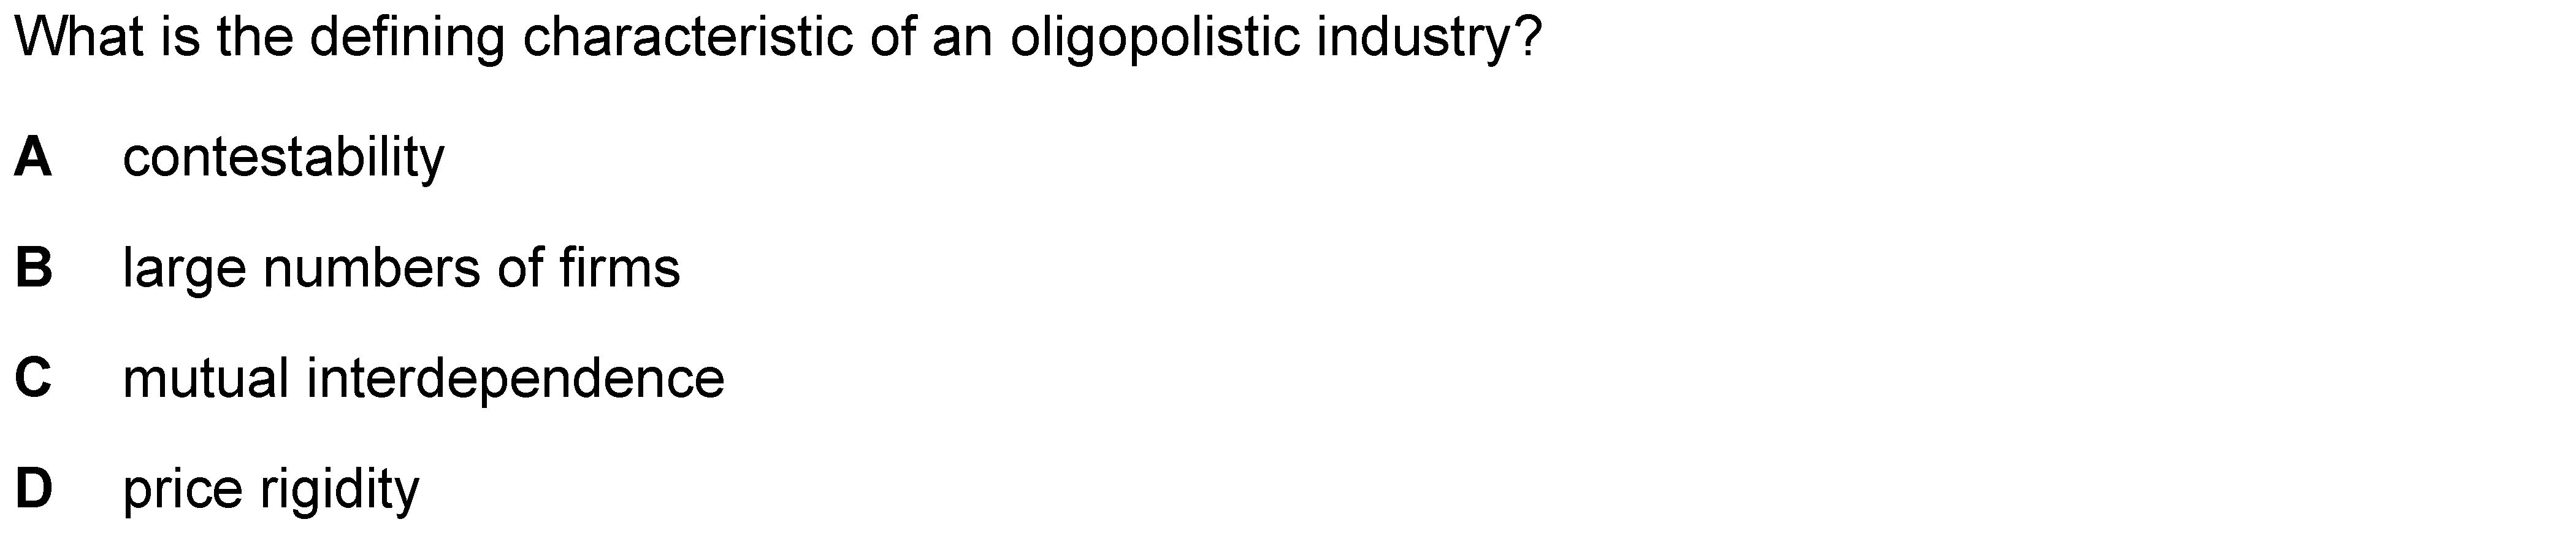 What is the defining characteristic of an oligopolistic industry?
A contestability
B large numbers of firms
C mutual interdependence
D price rigidity